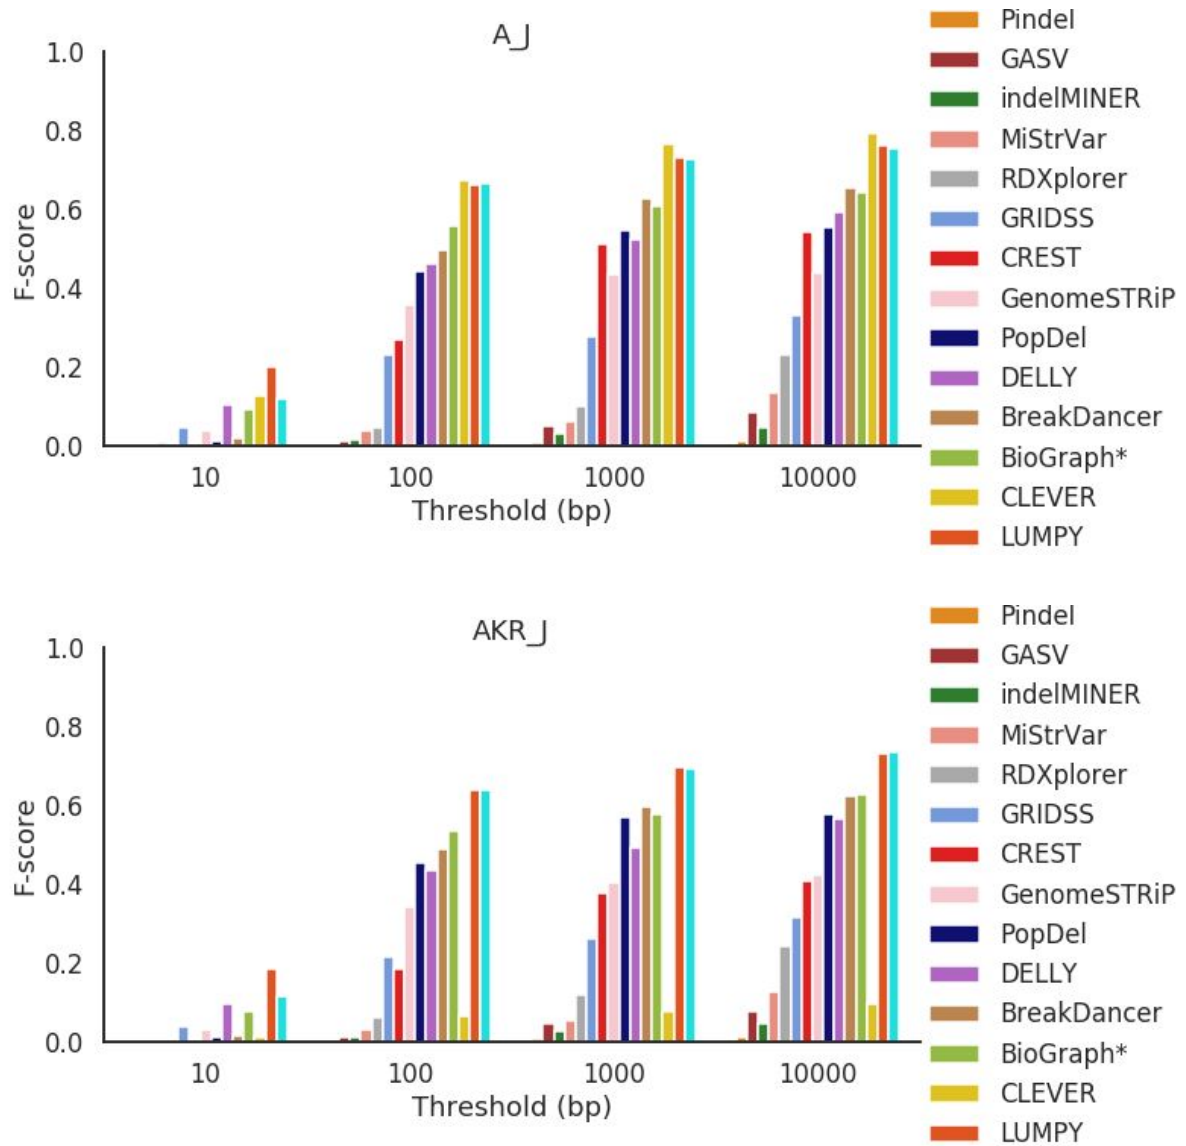 A_J
1.0
0.8
0.6
0.4
0.2
0.0
F-score
10 100 1000 10000
Threshold (bp)
Pindel
GASV
indelMINER
MiStrVar
RDXplorer
GRIDSS
CREST
GenomeSTRiP
PopDel
DELLY
BreakDancer
BioGraph*
CLEVER
LUMPY
AKR_J
1.0
0.8
0.6
0.4
0.2
0.0
F-score
10 100 1000 10000
Threshold (bp)
Pindel
GASV
indelMINER
MiStrVar
RDXplorer
GRIDSS
CREST
GenomeSTRiP
PopDel
DELLY
BreakDancer
BioGraph*
CLEVER
LUMPY